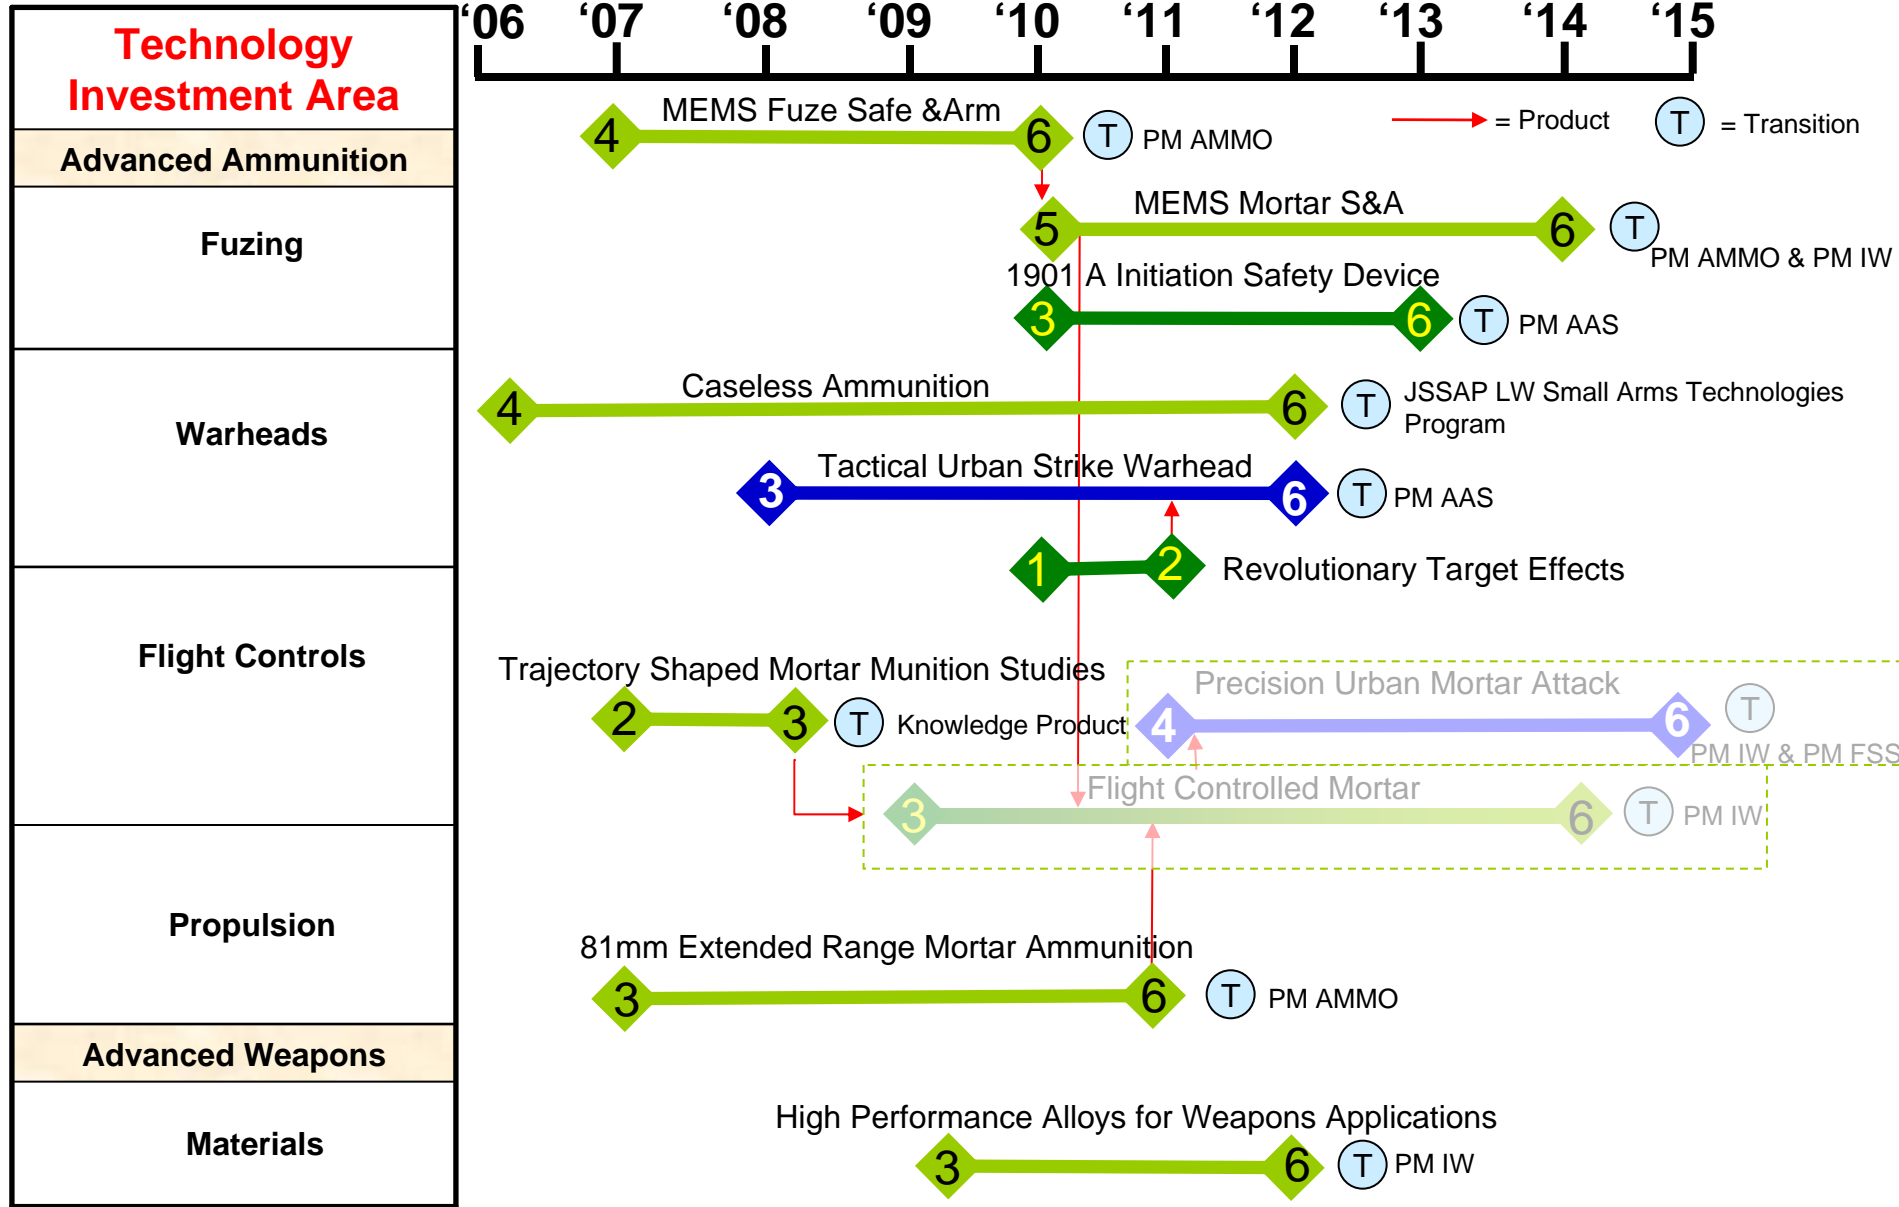 Technology
Investment Area
‘06 ‘07 ‘08 ‘09 ‘10 ‘11 ‘12 ‘13 ‘14 ‘15
= Product T = Transition
Advanced Ammunition
MEMS Fuze Safe &Arm
4 6 T PM AMMO
Fuzing
MEMS Mortar S&A
5 6 T
PM AMMO & PM IW
1901 A Initiation Safety Device
3 6 T PM AAS
Warheads
Caseless Ammunition
4 6 T JSSAP LW Small Arms Technologies
Program
Tactical Urban Strike Warhead
3 6 T PM AAS
1 2 Revolutionary Target Effects
Flight Controls
Trajectory Shaped Mortar Munition Studies
2 3 T Knowledge Product
Precision Urban Mortar Attack
4 6 T
PM IW & PM FSS
Flight Controlled Mortar
3 6 T PM IW
Propulsion
81mm Extended Range Mortar Ammunition
3 6 T PM AMMO
Advanced Weapons
Materials
High Performance Alloys for Weapons Applications
3 6 T PM IW